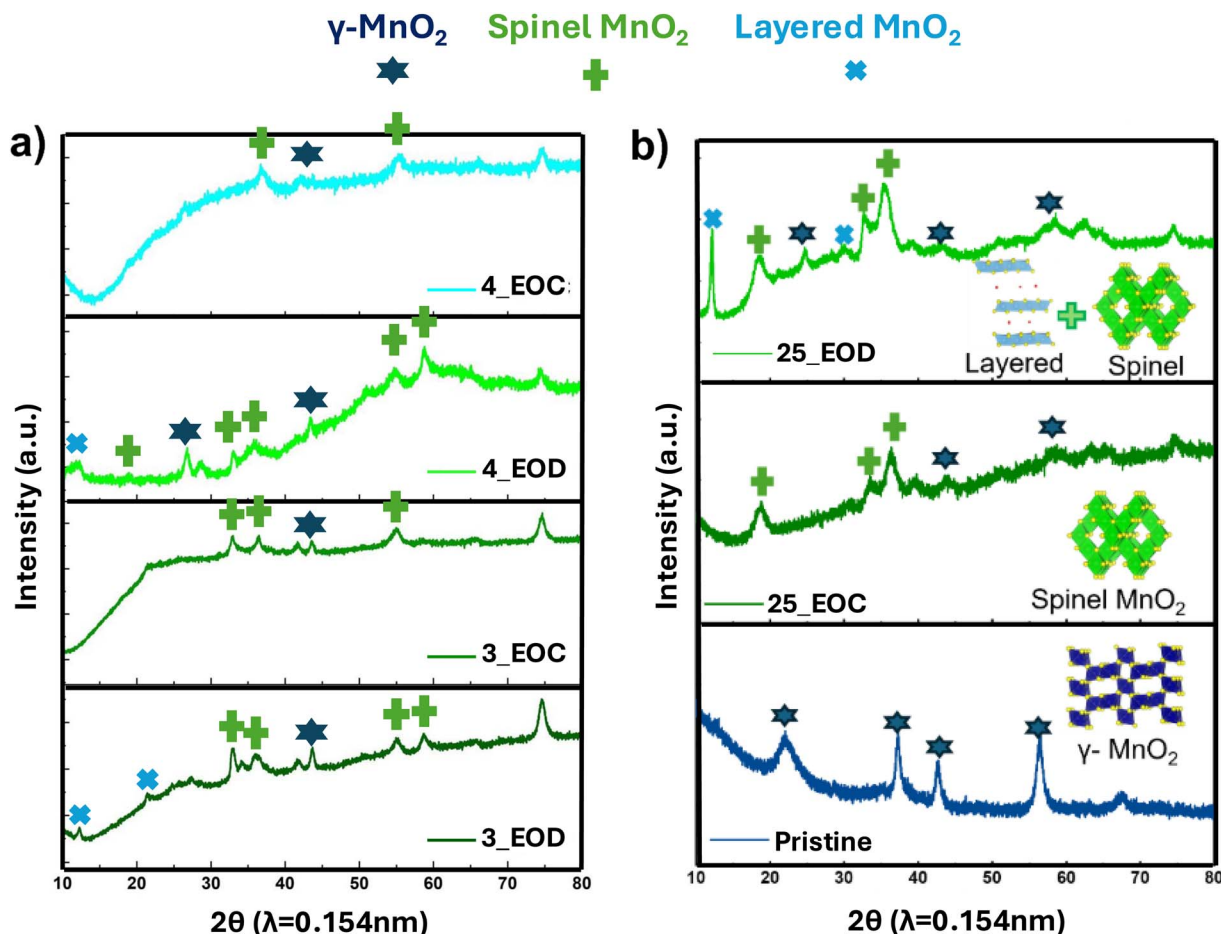 γ-MnO₂ Spinel MnO₂ Layered MnO₂
a)
4_EOC:
4_EOD
3_EOC
3_EOD
Intensity (a.u.)
10 20 30 40 50 60 70 80
2θ (λ=0.154nm)
b)
25_EOD
Layered
Spinel
25_EOC
Spinel MnO₂
γ- MnO₂
Pristine
Intensity (a.u.)
10 20 30 40 50 60 70 80
2θ (λ=0.154nm)